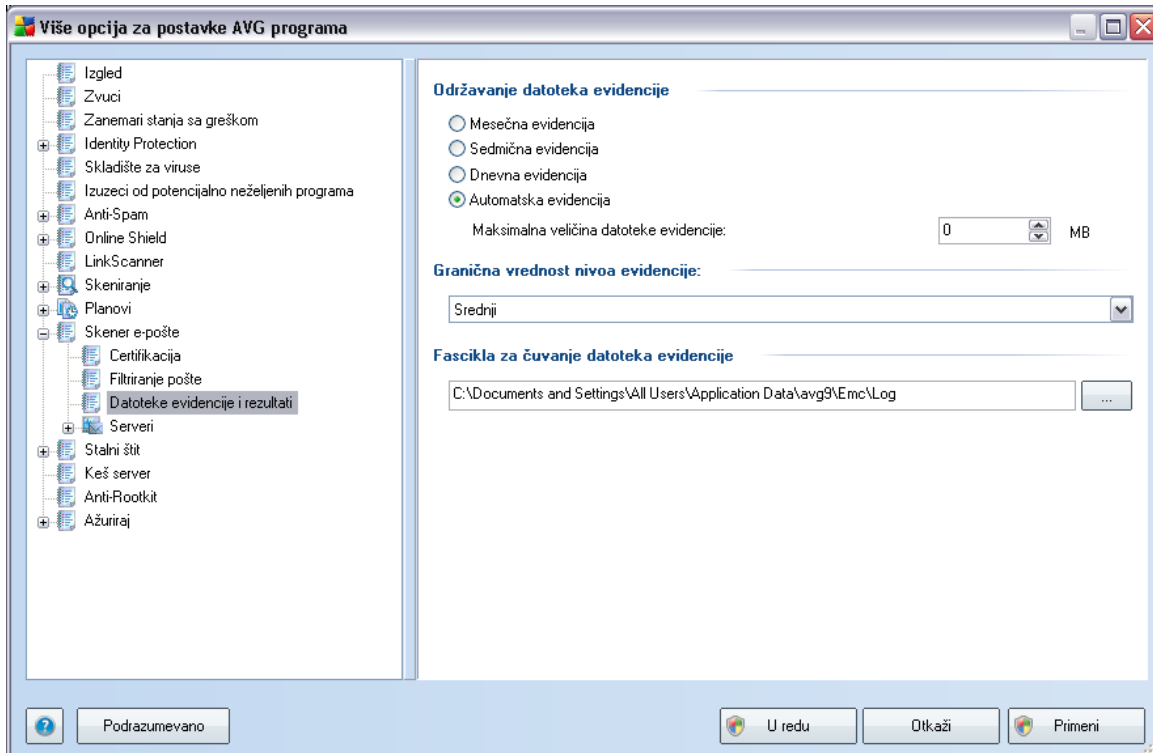 Više opcija za postavke AVG programa
Izgled
Zvuci
Zanemari stanja sa greškom
Identity Protection
Skladište za viruse
Izuzeci od potencijalno neželjenih programa
Anti-Spam
Online Shield
LinkScanner
Skeniranje
Planovi
Skener e-pošte
Certifikacija
Filtriranje pošte
Datoteke evidencije i rezultati
Serveri
Stalni štit
Keš server
Anti-Rootkit
Ažuriraj
Održavanje datoteka evidencije
Mesečna evidencija
Sedmična evidencija
Dnevna evidencija
Automatska evidencija
Maksimalna veličina datoteke evidencije: 0 MB
Granična vrednost nivoa evidencije:
Srednji
Fascikla za čuvanje datoteka evidencije
C:\Documents and Settings\All Users\Application Data\avg9\Emc\Log ...
? Podrazumevano U redu Otkaži Primeni